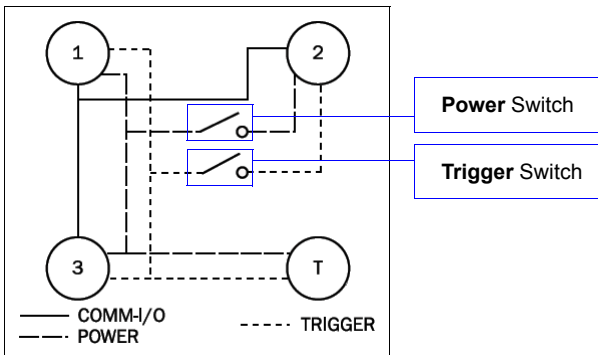 1
2
Power Switch
Trigger Switch
3
T
COMM-I/O
POWER
TRIGGER